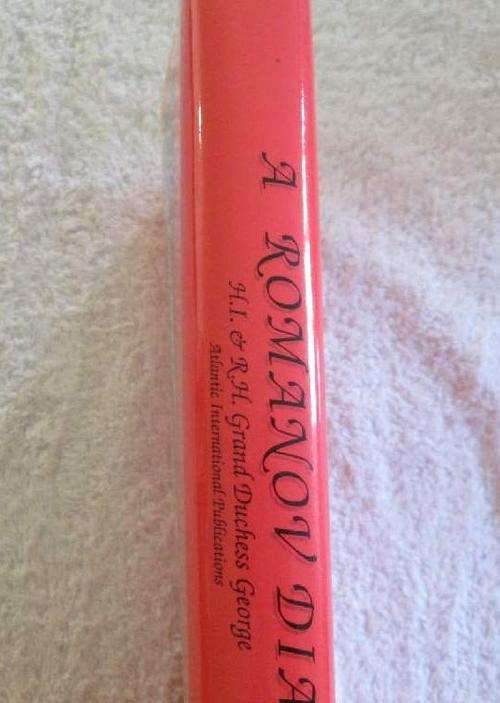 A ROMANOV DIA
H.I. & R.H. Grand Duchess George
Atlantic International Publications